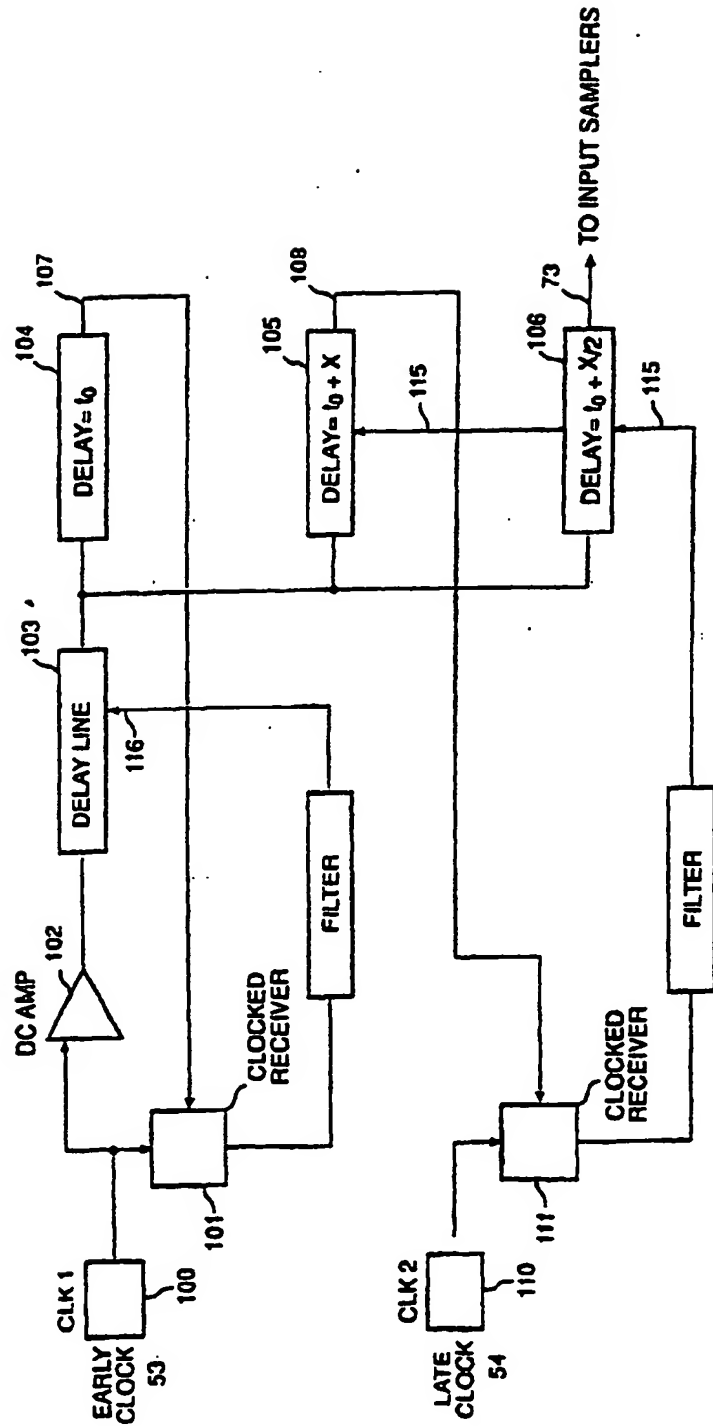 EARLY
CLOCK
53
CLK 1
100
DC AMP
102
101
CLOCKED
RECEIVER
FILTER
116
103
DELAY LINE
104
DELAY= t0
107
LATE
CLOCK
54
CLK 2
110
111
CLOCKED
RECEIVER
FILTER
105
DELAY= t0 + X
108
115
106
DELAY= t0 + X/2
115
73
TO INPUT SAMPLERS